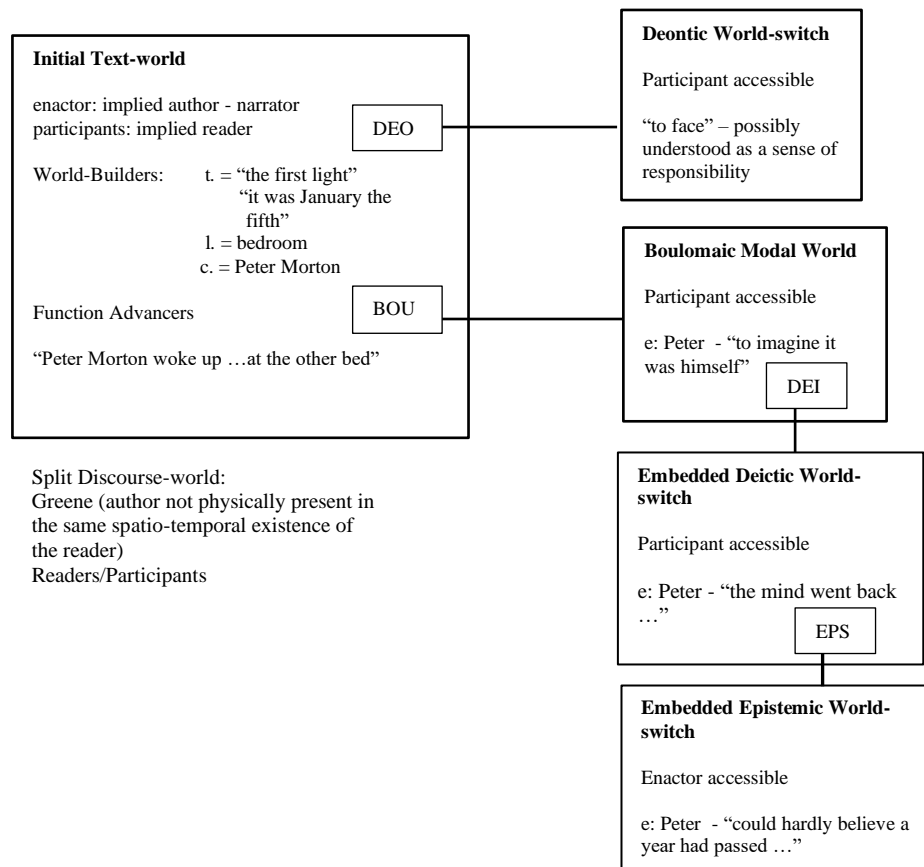 Initial Text-world
enactor: implied author - narrator
participants: implied reader
DEO
World-Builders: t. = “the first light”
“it was January the
fifth”
l. = bedroom
c. = Peter Morton
Function Advancers
BOU
“Peter Morton woke up …at the other bed”
Split Discourse-world:
Greene (author not physically present in
the same spatio-temporal existence of
the reader)
Readers/Participants
Deontic World-switch
Participant accessible
“to face” – possibly
understood as a sense of
responsibility
Boulomaic Modal World
Participant accessible
e: Peter - “to imagine it
was himself”
DEI
Embedded Deictic World-
switch
Participant accessible
e: Peter - “the mind went back
…”
EPS
Embedded Epistemic World-
switch
Enactor accessible
e: Peter - “could hardly believe a
year had passed …”